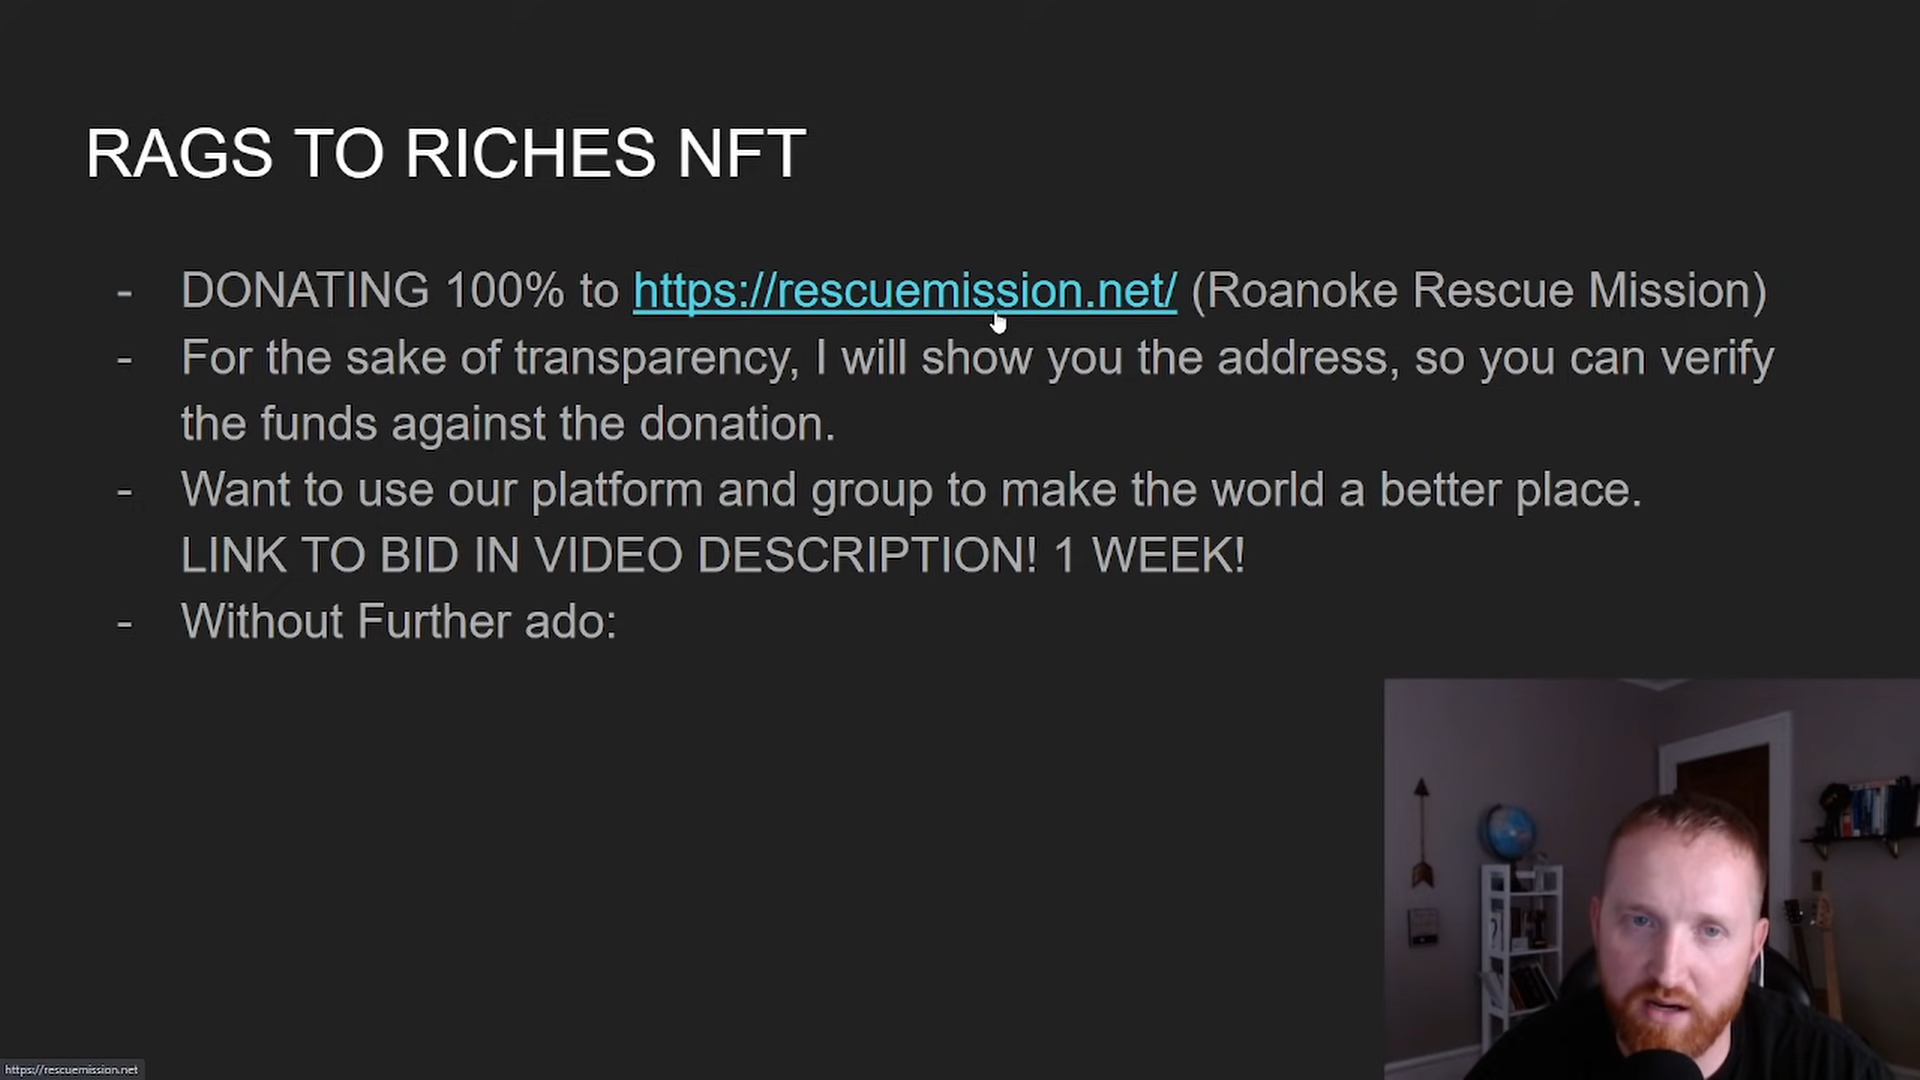 RAGS TO RICHES NFT
- DONATING 100% to https://rescuemission.net/ (Roanoke Rescue Mission)
- For the sake of transparency, I will show you the address, so you can verify
the funds against the donation.
- Want to use our platform and group to make the world a better place.
LINK TO BID IN VIDEO DESCRIPTION! 1 WEEK!
- Without Further ado:
https://rescuemission.net